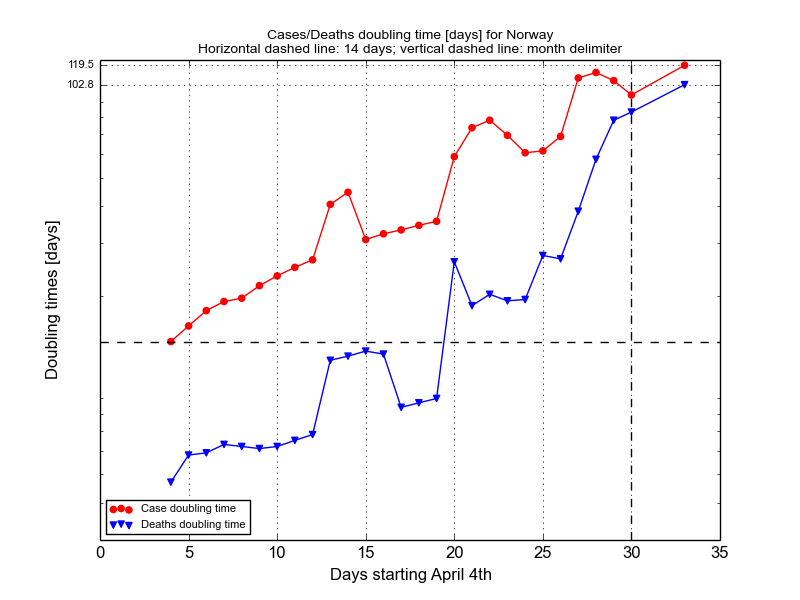 Cases/Deaths doubling time [days] for Norway
Horizontal dashed line: 14 days; vertical dashed line: month delimiter
119.5
102.8
Doubling times [days]
Case doubling time
Deaths doubling time
0 5 10 15 20 25 30 35
Days starting April 4th